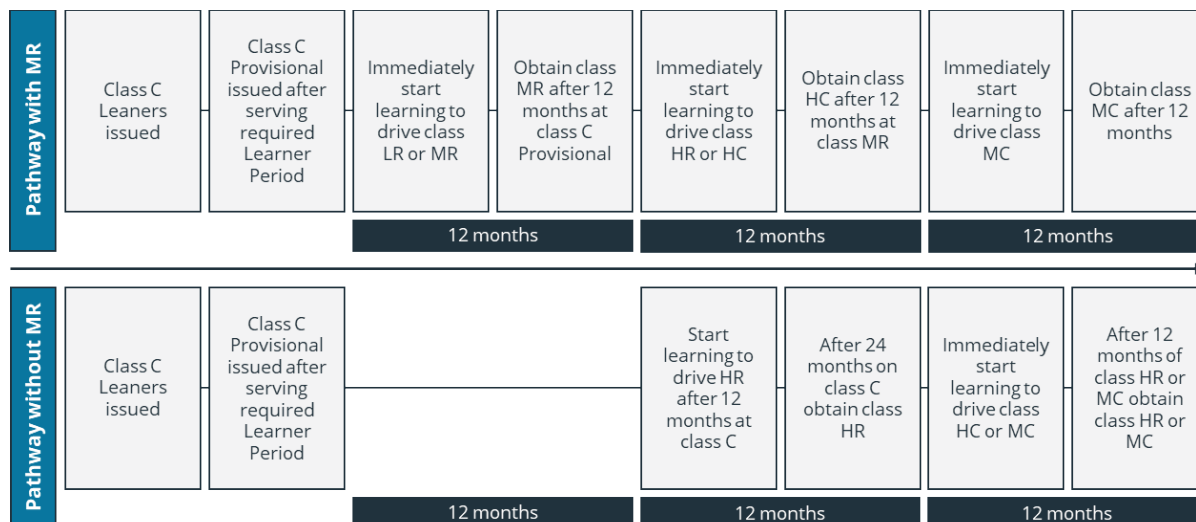 Pathway with MR
Class C
Leaners
issued
Class C
Provisional
issued after
serving
required
Learner
Period
Immediately
start
learning to
drive class
LR or MR
Obtain class
MR after 12
months at
class C
Provisional
Immediately
start
learning to
drive class
HR or HC
Obtain class
HC after 12
months at
class MR
Immediately
start
learning to
drive class
MC
Obtain class
MC after 12
months
12 months
12 months
12 months
Pathway without MR
Class C
Leaners
issued
Class C
Provisional
issued after
serving
required
Learner
Period
Start
learning to
drive HR
after 12
months at
class C
After 24
months on
class C
obtain class
HR
Immediately
start
learning to
drive class
HC or MC
After 12
months of
class HR or
MC obtain
class HR or
MC
12 months
12 months
12 months